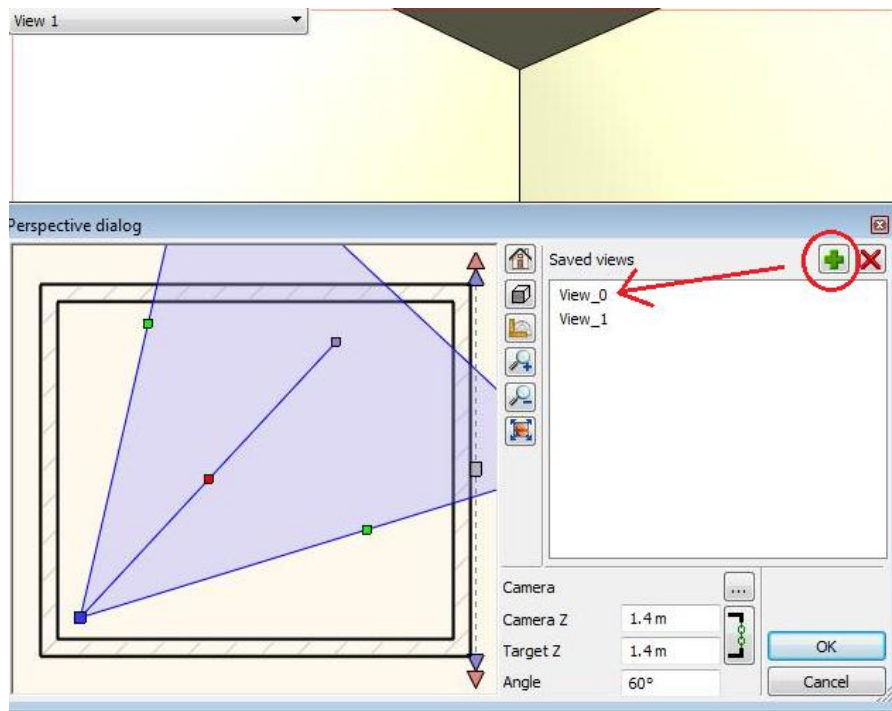 View 1
Perspective dialog
Saved views
View_0
View_1
Camera
...
Camera Z 1.4 m
Target Z 1.4 m
Angle 60°
OK
Cancel